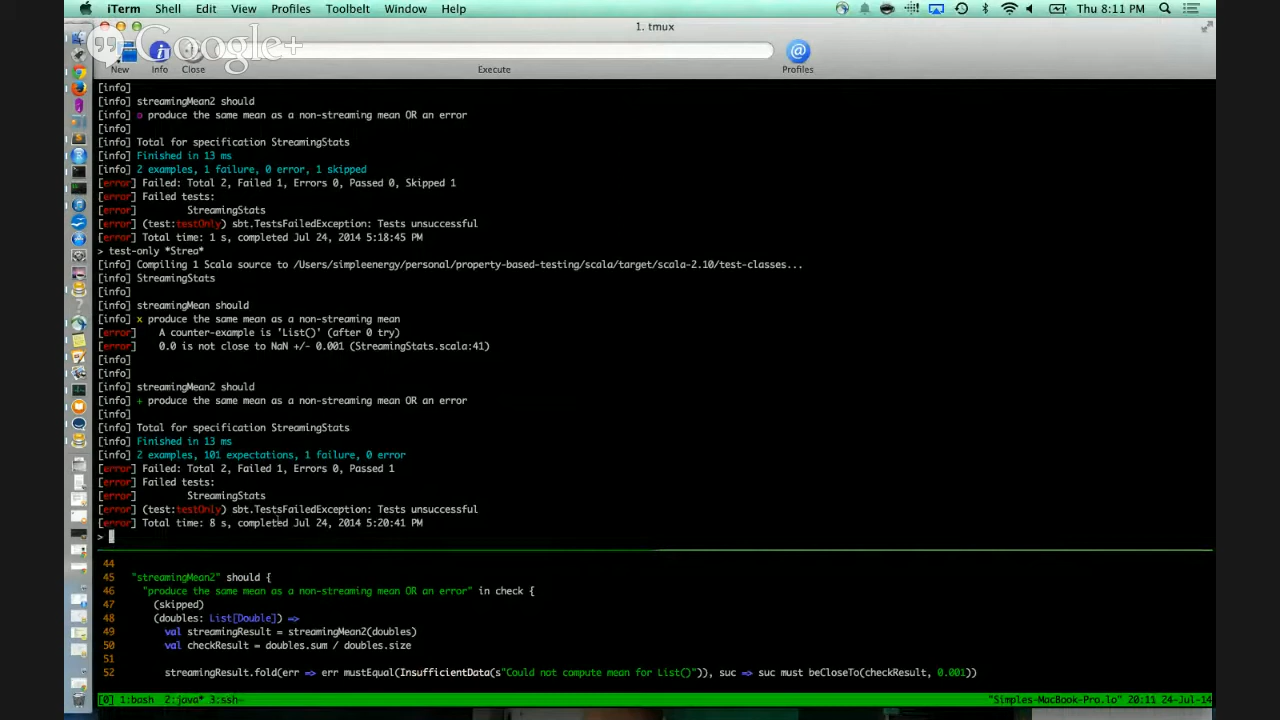 iTerm Shell Edit View Profiles Toolbelt Window Help Thu 8:11 PM
1. tmux
Google+
New Info Close Execute Profiles
[info]
[info] streamingMean2 should
[info] o produce the same mean as a non-streaming mean OR an error
[info]
[info] Total for specification StreamingStats
[info] Finished in 13 ms
[info] 2 examples, 1 failure, 0 error, 1 skipped
[error] Failed: Total 2, Failed 1, Errors 0, Passed 0, Skipped 1
[error] Failed tests:
[error] StreamingStats
[error] (test:testOnly) sbt.TestsFailedException: Tests unsuccessful
[error] Total time: 1 s, completed Jul 24, 2014 5:18:45 PM
> test-only *Strea*
[info] Compiling 1 Scala source to /Users/simpleenergy/personal/property-based-testing/scala/target/scala-2.10/test-classes...
[info] StreamingStats
[info]
[info] streamingMean should
[info] x produce the same mean as a non-streaming mean
[error] A counter-example is 'List()' (after 0 try)
[error] 0.0 is not close to NaN +/- 0.001 (StreamingStats.scala:41)
[info]
[info]
[info] streamingMean2 should
[info] + produce the same mean as a non-streaming mean OR an error
[info]
[info] Total for specification StreamingStats
[info] Finished in 13 ms
[info] 2 examples, 101 expectations, 1 failure, 0 error
[error] Failed: Total 2, Failed 1, Errors 0, Passed 1
[error] Failed tests:
[error] StreamingStats
[error] (test:testOnly) sbt.TestsFailedException: Tests unsuccessful
[error] Total time: 8 s, completed Jul 24, 2014 5:20:41 PM
>
44
45 "streamingMean2" should {
46 "produce the same mean as a non-streaming mean OR an error" in check {
47 (skipped)
48 (doubles: List[Double]) =>
49 val streamingResult = streamingMean2(doubles)
50 val checkResult = doubles.sum / doubles.size
51
52 streamingResult.fold(err => err mustEqual(InsufficientData(s"Could not compute mean for List()")), suc => suc must beCloseTo(checkResult, 0.001))
[0] 1:bash 2:java* 3:ssh- "Simples-MacBook-Pro.lo" 20:11 24-Jul-14